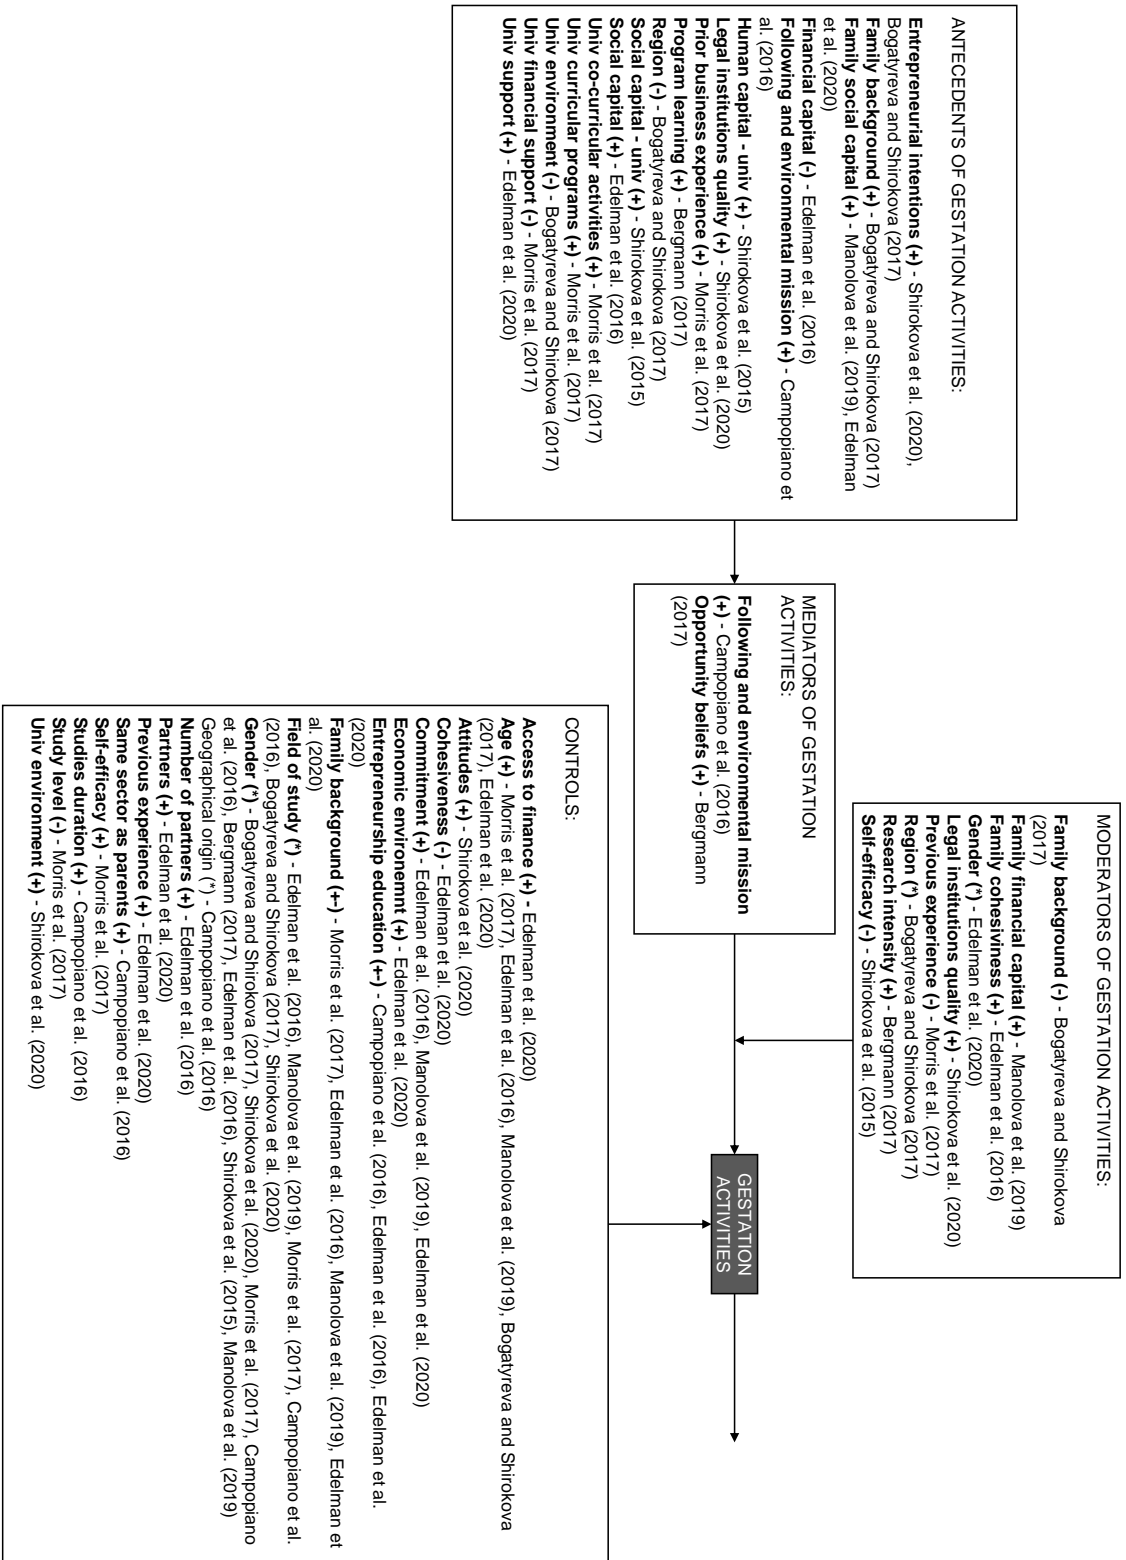 ANTECEDENTS OF GESTATION ACTIVITIES:
Entrepreneurial intentions (+) - Shirokova et al. (2020),
Bogatyreva and Shirokova (2017)
Family background (+) - Bogatyreva and Shirokova (2017)
Family social capital (+) - Manolova et al. (2019), Edelman
et al. (2020)
Financial capital (-) - Edelman et al. (2016)
Following and environmental mission (+) - Campopiano et
al. (2016)
Human capital - univ (+) - Shirokova et al. (2015)
Legal institutions quality (+) - Shirokova et al. (2020)
Prior business experience (+) - Morris et al. (2017)
Program learning (+) - Bergmann (2017)
Region (-) - Bogatyreva and Shirokova (2017)
Social capital - univ (+) - Shirokova et al. (2015)
Social capital (+) - Edelman et al. (2016)
Univ co-curricular activities (+) - Morris et al. (2017)
Univ curricular programs (+) - Morris et al. (2017)
Univ environment (-) - Bogatyreva and Shirokova (2017)
Univ financial support (-) - Morris et al. (2017)
Univ support (+) - Edelman et al. (2020)
MEDIATORS OF GESTATION
ACTIVITIES:
Following and environmental mission
(+) - Campopiano et al. (2016)
Opportunity beliefs (+) - Bergmann
(2017)
MODERATORS OF GESTATION ACTIVITIES:
Family background (-) - Bogatyreva and Shirokova
(2017)
Family financial capital (+) - Manolova et al. (2019)
Family cohesiviness (+) - Edelman et al. (2016)
Gender (*) - Edelman et al. (2020)
Legal institutions quality (+) - Shirokova et al. (2020)
Previous experience (-) - Morris et al. (2017)
Region (*) - Bogatyreva and Shirokova (2017)
Research intensity (+) - Bergmann (2017)
Self-efficacy (-) - Shirokova et al. (2015)
GESTATION
ACTIVITIES
CONTROLS:
Access to finance (+) - Edelman et al. (2020)
Age (+) - Morris et al. (2017), Edelman et al. (2016), Manolova et al. (2019), Bogatyreva and Shirokova
(2017), Edelman et al. (2020)
Attitudes (+) - Shirokova et al. (2020)
Cohesiveness (-) - Edelman et al. (2020)
Commitment (+) - Edelman et al. (2016), Manolova et al. (2019), Edelman et al. (2020)
Economic environemnt (+) - Edelman et al. (2020)
Entrepreneurship education (+-) - Campopiano et al. (2016), Edelman et al. (2016), Edelman et al.
(2020)
Family background (+-) - Morris et al. (2017), Edelman et al. (2016), Manolova et al. (2019), Edelman et
al. (2020)
Field of study (*) - Edelman et al. (2016), Manolova et al. (2019), Morris et al. (2017), Campopiano et al.
(2016), Bogatyreva and Shirokova (2017), Shirokova et al. (2020)
Gender (*) - Bogatyreva and Shirokova (2017), Shirokova et al. (2020), Morris et al. (2017), Campopiano
et al. (2016), Bergmann (2017), Edelman et al. (2016), Shirokova et al. (2015), Manolova et al. (2019)
Geographical origin (*) - Campopiano et al. (2016)
Number of partners (+) - Edelman et al. (2016)
Partners (+) - Edelman et al. (2020)
Previous experience (+) - Edelman et al. (2020)
Same sector as parents (+) - Campopiano et al. (2016)
Self-efficacy (+) - Morris et al. (2017)
Studies duration (+) - Campopiano et al. (2016)
Study level (-) - Morris et al. (2017)
Univ environment (+) - Shirokova et al. (2020)